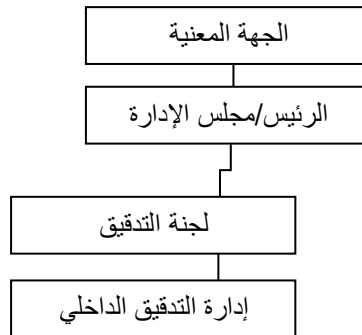 الجهة المعنية
الرئيس/مجلس الإدارة
لجنة التدقيق
إدارة التدقيق الداخلي